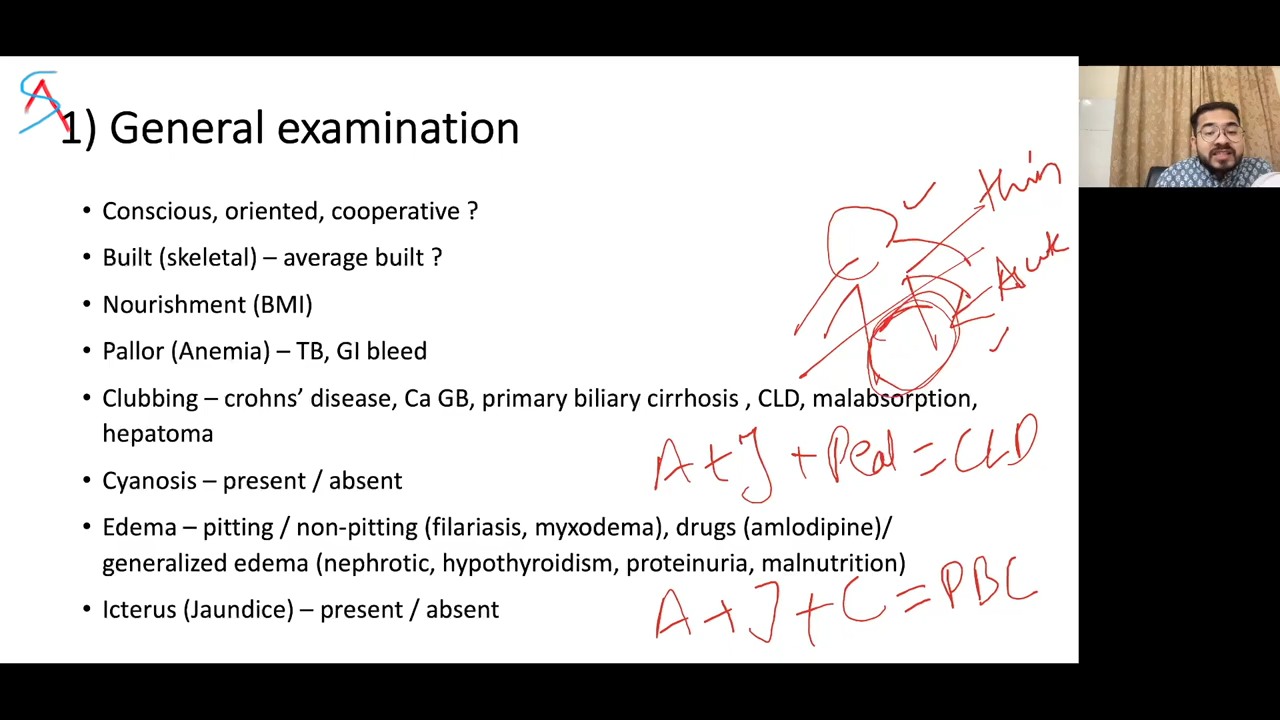 SA
1) General examination
• Conscious, oriented, cooperative ?
• Built (skeletal) – average built ?
• Nourishment (BMI)
• Pallor (Anemia) – TB, GI bleed
• Clubbing – crohns’ disease, Ca GB, primary biliary cirrhosis , CLD, malabsorption,
hepatoma
• Cyanosis – present / absent
• Edema – pitting / non-pitting (filariasis, myxodema), drugs (amlodipine)/
generalized edema (nephrotic, hypothyroidism, proteinuria, malnutrition)
• Icterus (Jaundice) – present / absent
thin
A+J+Pedal=CLD
A+J+C=PBC